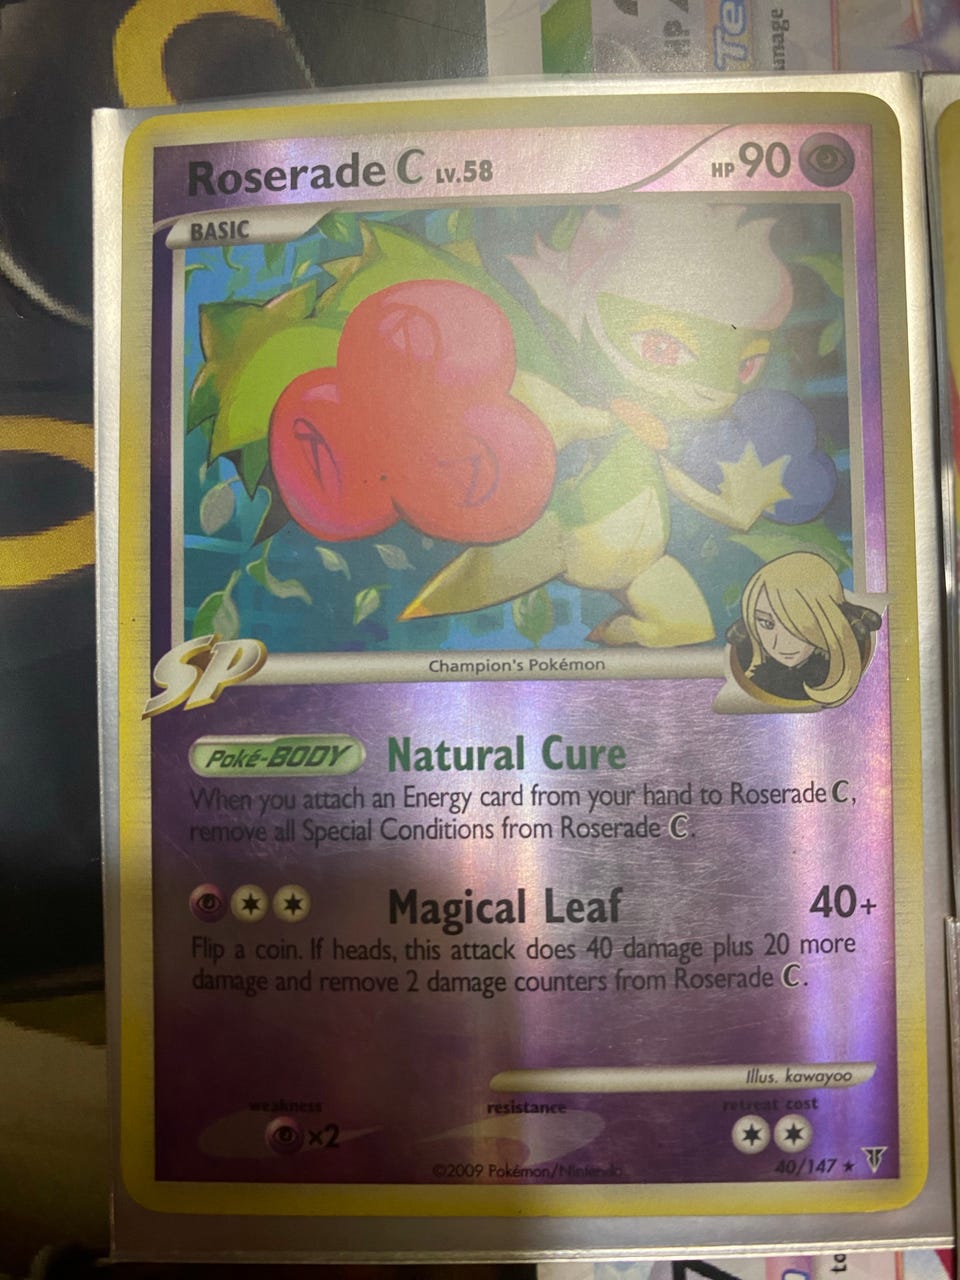 Te
Roserade C LV.58
HP 90
BASIC
SP
Champion's Pokémon
Poké-BODY Natural Cure
When you attach an Energy card from your hand to Roserade C,
remove all Special Conditions from Roserade C.
Magical Leaf 40+
Flip a coin. If heads, this attack does 40 damage plus 20 more
damage and remove 2 damage counters from Roserade C.
Illus. kawayoo
weakness resistance retreat cost
×2
©2009 Pokémon/Nintendo
40/147 ★
to